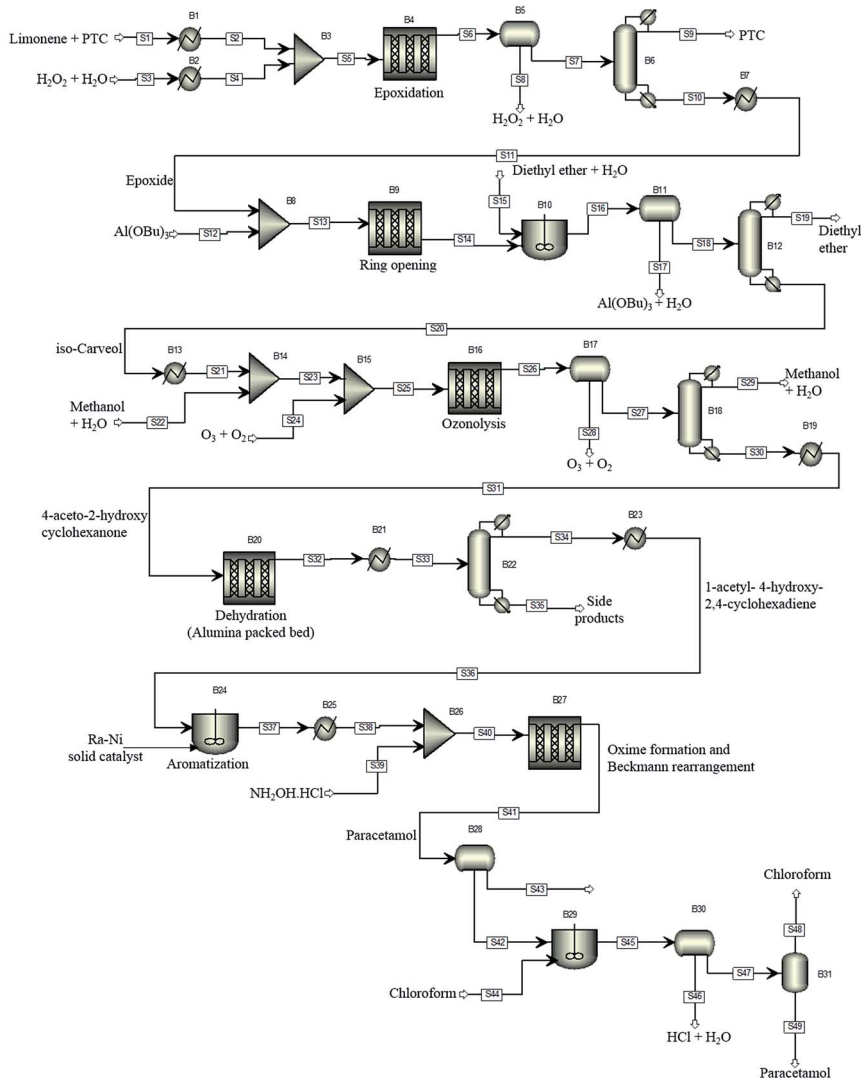 B1
B4
B5
S9
PTC
Limonene + PTC
S1
S2
B3
S6
B2
S5
S7
B6
H₂O₂ + H₂O
S3
S4
S8
B7
Epoxidation
S10
H₂O₂ + H₂O
S11
Diethyl ether + H₂O
Epoxide
B9
S15
B10
B11
B8
S16
S19
Diethyl
ether
S13
Al(OBu)₃
S12
S14
S18
B12
Ring opening
S17
Al(OBu)₃ + H₂O
S20
iso-Carveol
B13
B14
B15
B16
B17
S21
S23
S26
S29
Methanol
+ H₂O
Methanol
+ H₂O
S22
S24
S25
S27
B18
O₃ + O₂
Ozonolysis
S28
B19
S30
O₃ + O₂
S31
4-aceto-2-hydroxy
cyclohexanone
B20
B21
B23
S32
S33
S34
B22
1-acetyl- 4-hydroxy-
2,4-cyclohexadiene
Dehydration
(Alumina packed bed)
S35
Side
products
S36
B24
B25
B26
B27
S37
S38
S40
Ra-Ni
solid catalyst
Aromatization
S39
Oxime formation and
Beckmann rearrangement
NH₂OH.HCl
S41
Paracetamol
B28
S43
Chloroform
B29
B30
S48
S42
S45
S47
B31
Chloroform
S44
S46
S49
HCl + H₂O
Paracetamol